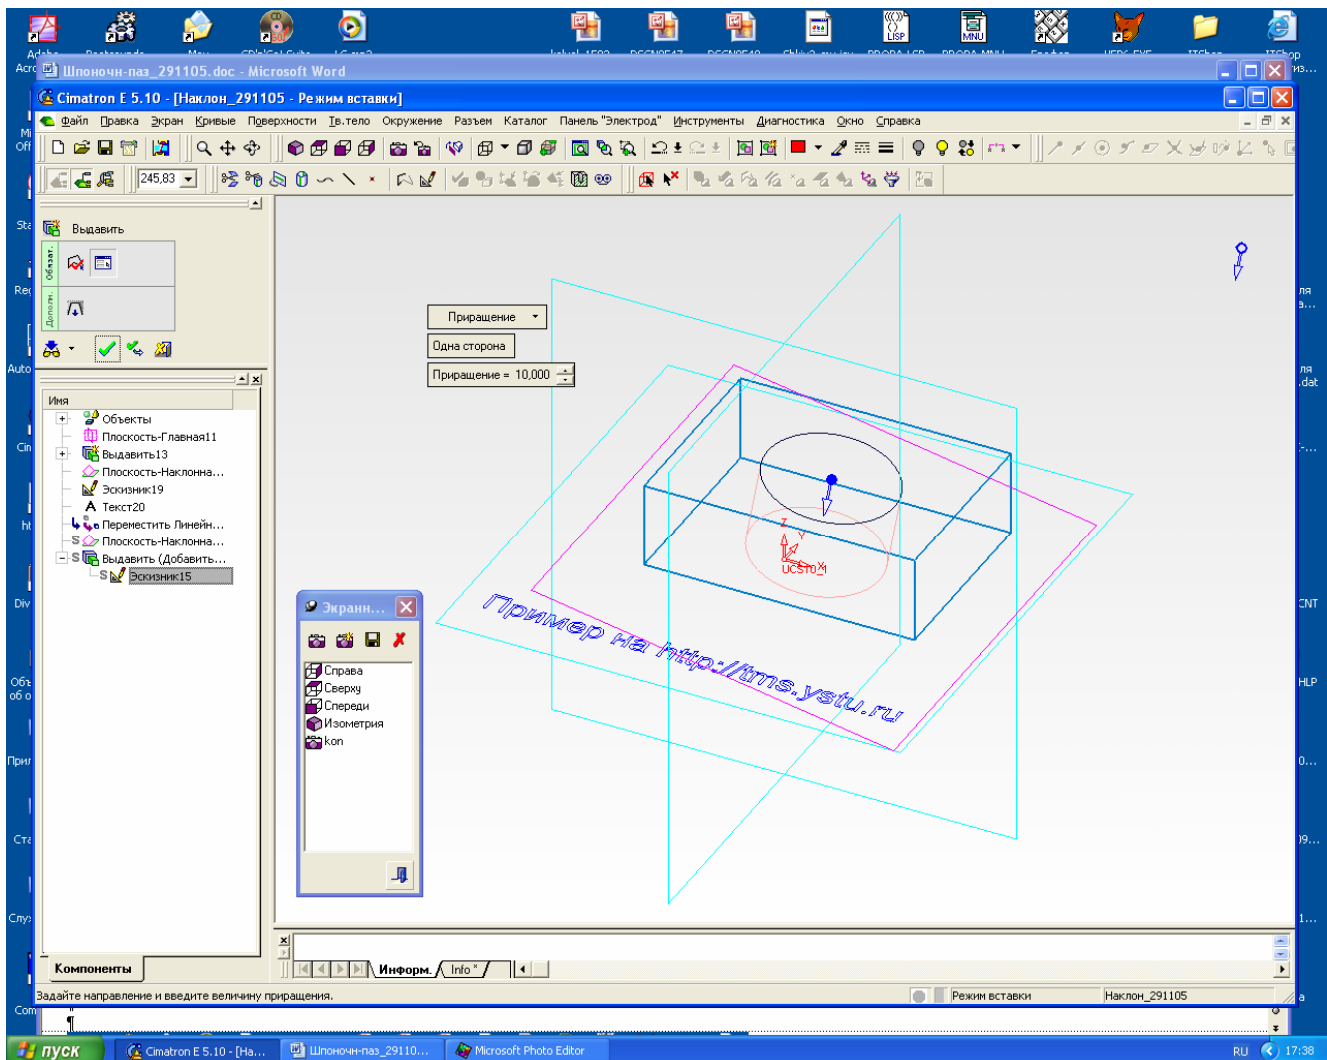 Шпоночн-паз_291105.doc - Microsoft Word
Cimatron E 5.10 - [Наклон_291105 - Режим вставки]
Файл Правка Экран Кривые Поверхности Тв.тело Окружение Разъем Каталог Панель "Электрод" Инструменты Диагностика Окно Справка
245,83
Выдавить
Обязат.
Дополн.
Приращение
Одна сторона
Приращение = 10,000
Имя
Объекты
Плоскость-Главная11
Выдавить13
Плоскость-Наклонна...
Эскизник19
A Текст20
Переместить Линейн...
S Плоскость-Наклонна...
S Выдавить (Добавить...
S Эскизник15
Z
Y
X
UCS10_1
Пример на http://tms.ystu.ru
Экранн...
Справа
Сверху
Спереди
Изометрия
kon
Компоненты
Информ.
Info *
Задайте направление и введите величину приращения.
Режим вставки
Наклон_291105
пуск
Cimatron E 5.10 - [На...
Шпоночн-паз_29110...
Microsoft Photo Editor
RU
17:38